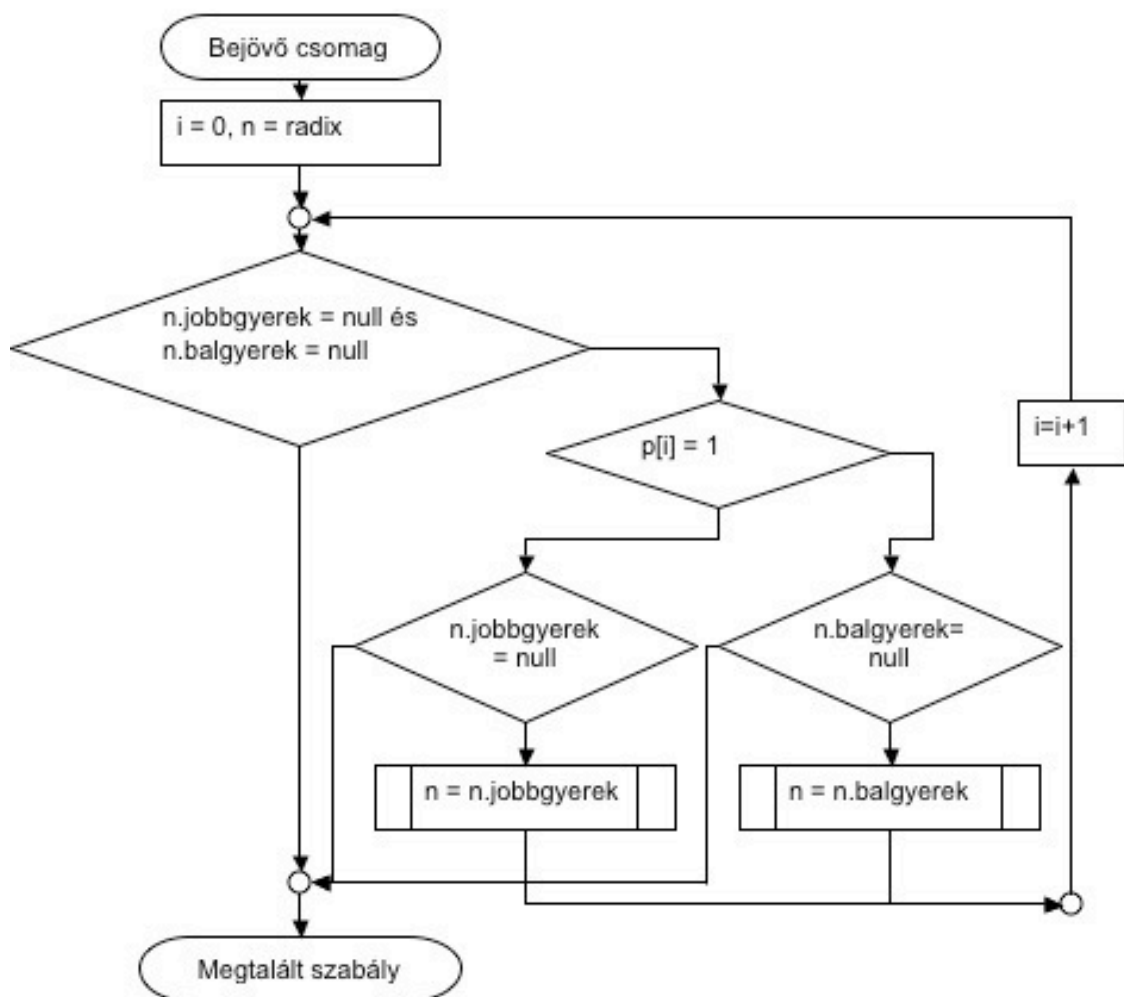 Bejövő csomag
i = 0, n = radix
n.jobbgyerek = null és
n.balgyerek = null
p[i] = 1
i=i+1
n.jobbgyerek
= null
n.balgyerek=
null
n = n.jobbgyerek
n = n.balgyerek
Megtalált szabály